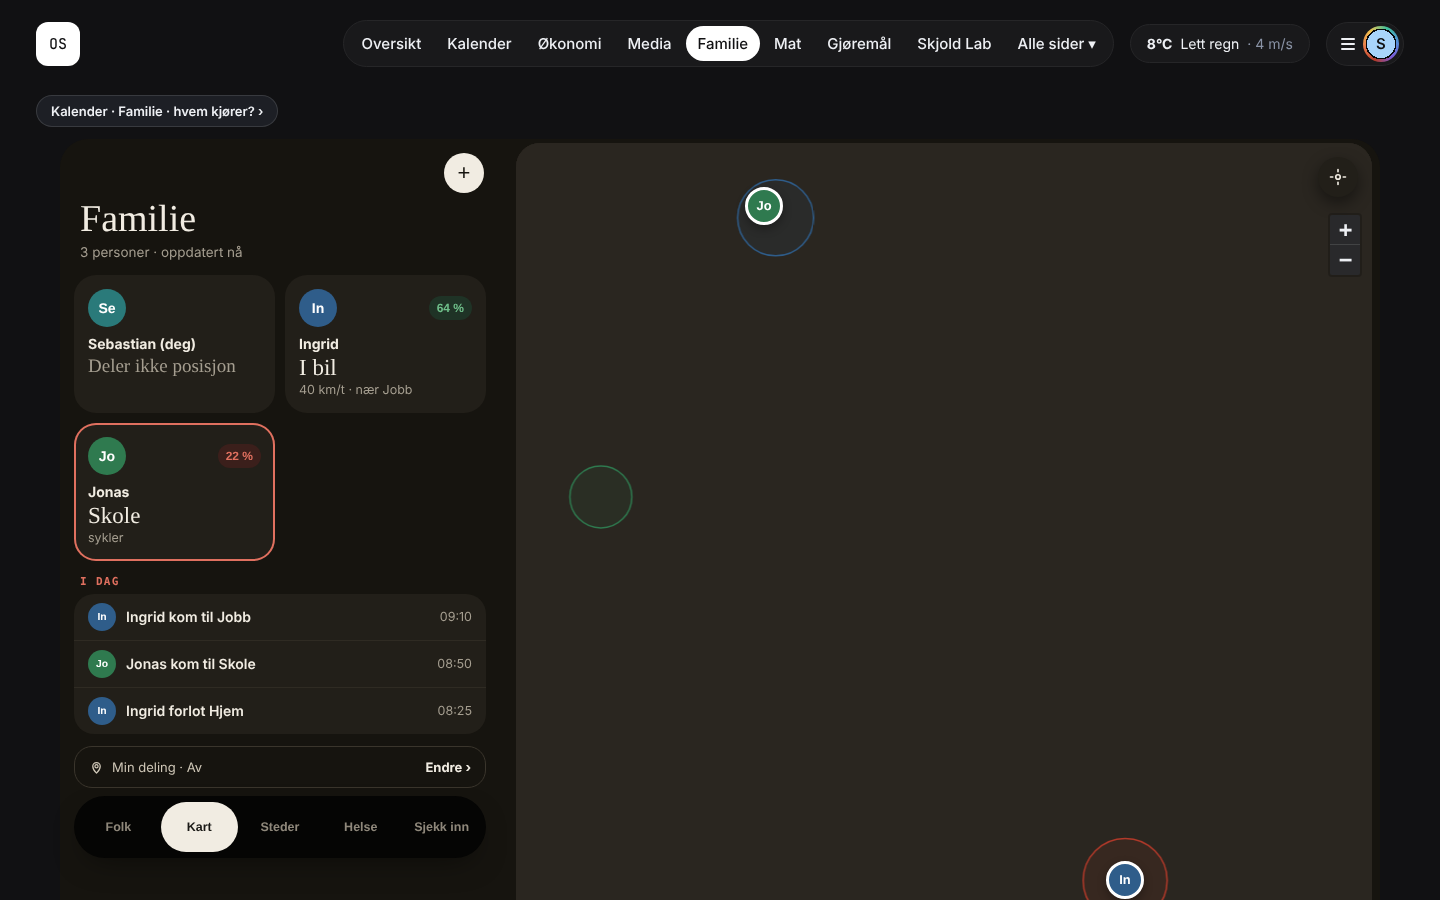 OS
Oversikt Kalender Økonomi Media Familie Mat Gjøremål Skjold Lab Alle sider ▾
8°C Lett regn · 4 m/s
S
Kalender · Familie · hvem kjører? ›
+
Familie
3 personer · oppdatert nå
Se
Sebastian (deg)
Deler ikke posisjon
In
64 %
Ingrid
I bil
40 km/t · nær Jobb
Jo
22 %
Jonas
Skole
sykler
I DAG
In Ingrid kom til Jobb 09:10
Jo Jonas kom til Skole 08:50
In Ingrid forlot Hjem 08:25
Min deling · Av Endre ›
Folk Kart Steder Helse Sjekk inn
Jo
+
−
In